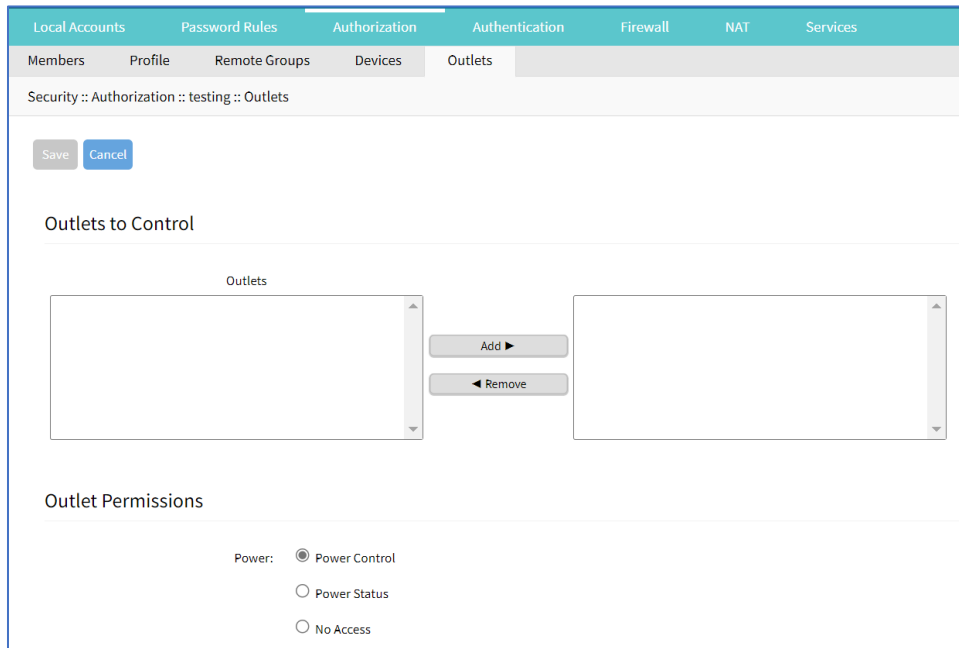 Local Accounts Password Rules Authorization Authentication Firewall NAT Services
Members Profile Remote Groups Devices Outlets
Security :: Authorization :: testing :: Outlets
Save Cancel
Outlets to Control
Outlets
Add ►
◄ Remove
Outlet Permissions
Power: Power Control
Power Status
No Access